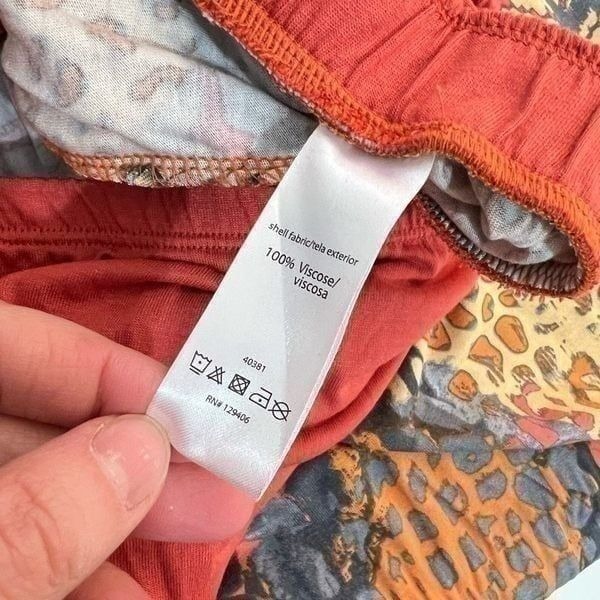 shell fabric/tela exterior
100% Viscose/
viscosa
40381
RN# 129406